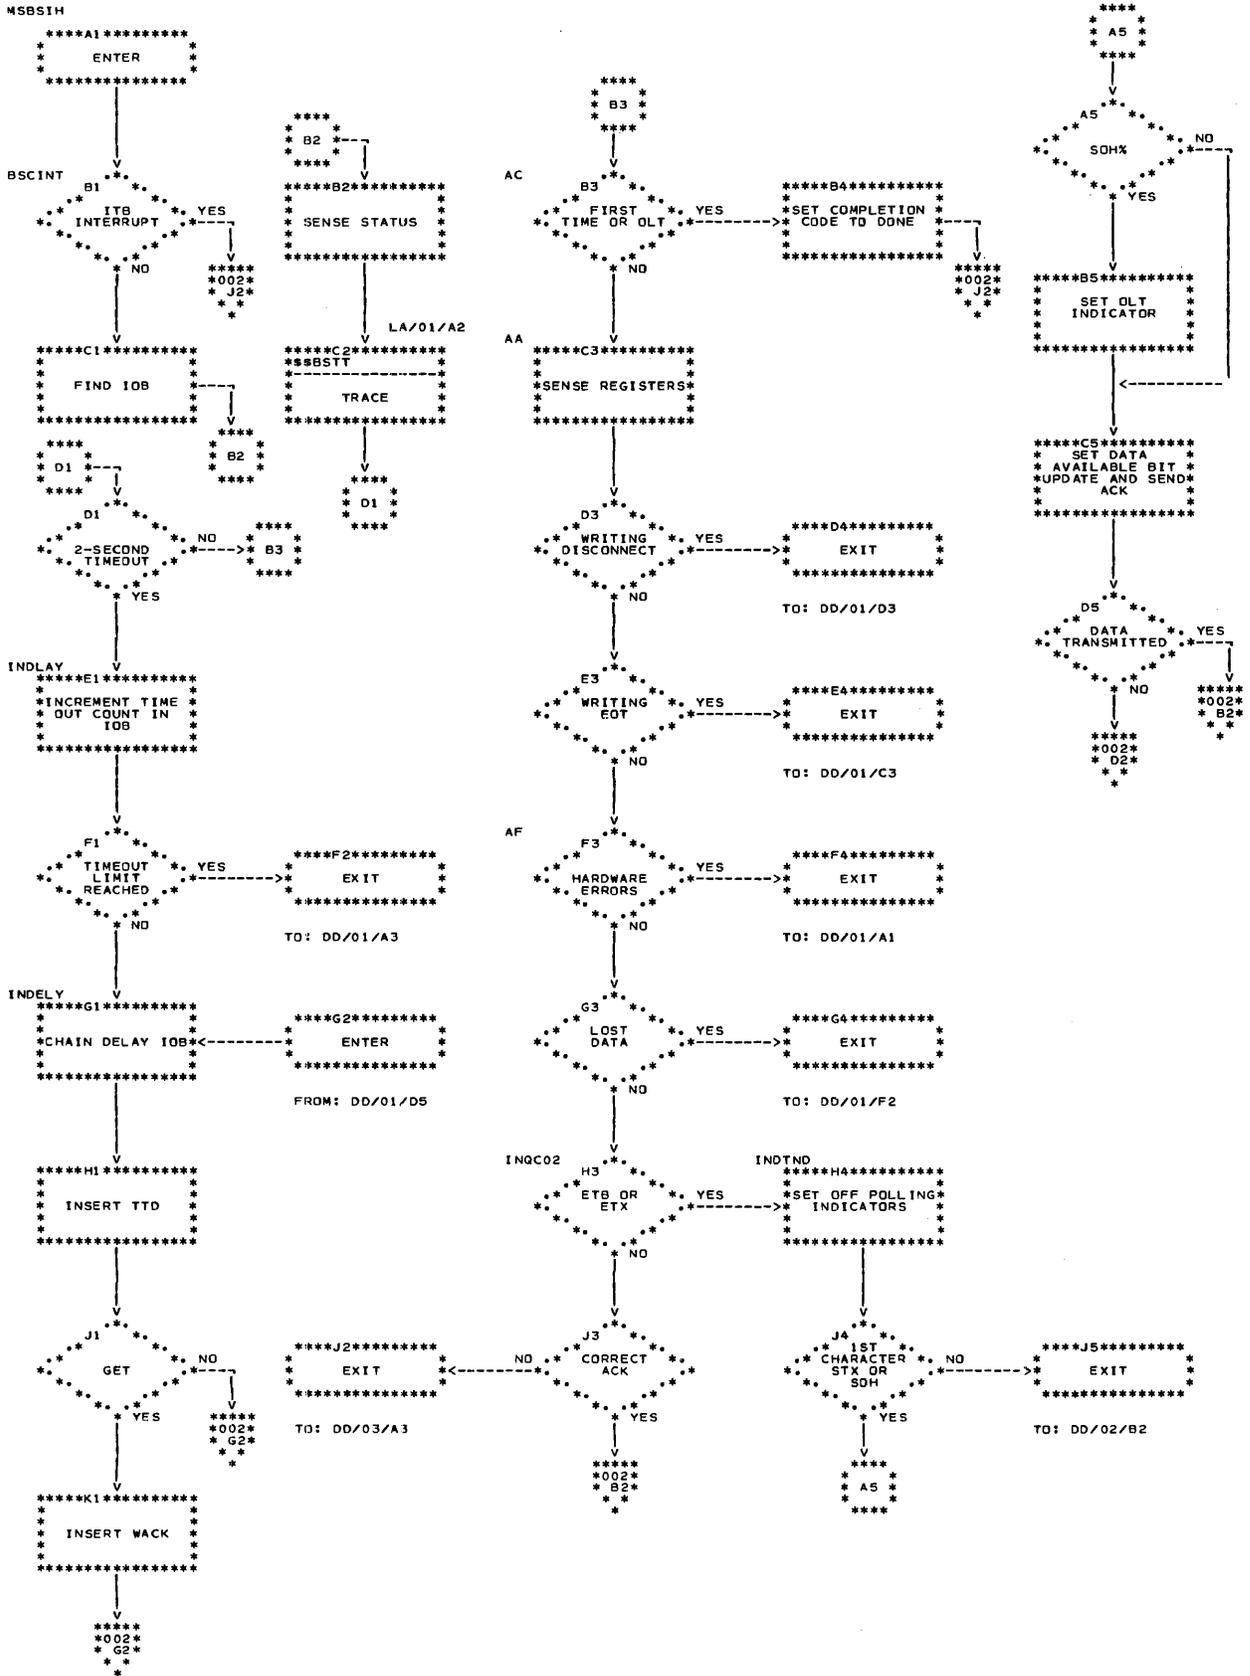 MSBSIH
A1
ENTER
BSCINT
B1
ITB
INTERRUPT
YES
NO
002
J2
C1
FIND IOB
B2
D1
D1
2-SECOND
TIMEOUT
NO
B3
YES
INDLAY
E1
INCREMENT TIME
OUT COUNT IN
IOB
F1
TIMEOUT
LIMIT
REACHED
YES
NO
F2
EXIT
TO: DD/01/A3
INDELY
G1
CHAIN DELAY IOB
G2
ENTER
FROM: DD/01/D5
H1
INSERT TTD
J1
GET
NO
YES
002
G2
K1
INSERT WACK
002
G2
B2
B2
SENSE STATUS
LA/01/A2
C2
$$BSTT
TRACE
D1
B3
AC
B3
FIRST
TIME OR OLT
YES
NO
B4
SET COMPLETION
CODE TO DONE
002
J2
AA
C3
SENSE REGISTERS
D3
WRITING
DISCONNECT
YES
NO
D4
EXIT
TO: DD/01/D3
E3
WRITING
EOT
YES
NO
E4
EXIT
TO: DD/01/C3
AF
F3
HARDWARE
ERRORS
YES
NO
F4
EXIT
TO: DD/01/A1
G3
LOST
DATA
YES
NO
G4
EXIT
TO: DD/01/F2
INQC02
H3
ETB OR
ETX
YES
NO
INDTND
H4
SET OFF POLLING
INDICATORS
J3
CORRECT
ACK
NO
YES
J2
EXIT
TO: DD/03/A3
002
B2
J4
1ST
CHARACTER
STX OR
SOH
NO
YES
J5
EXIT
TO: DD/02/B2
A5
A5
A5
SOH%
NO
YES
B5
SET OLT
INDICATOR
C5
SET DATA
AVAILABLE BIT
UPDATE AND SEND
ACK
D5
DATA
TRANSMITTED
YES
NO
002
B2
002
D2